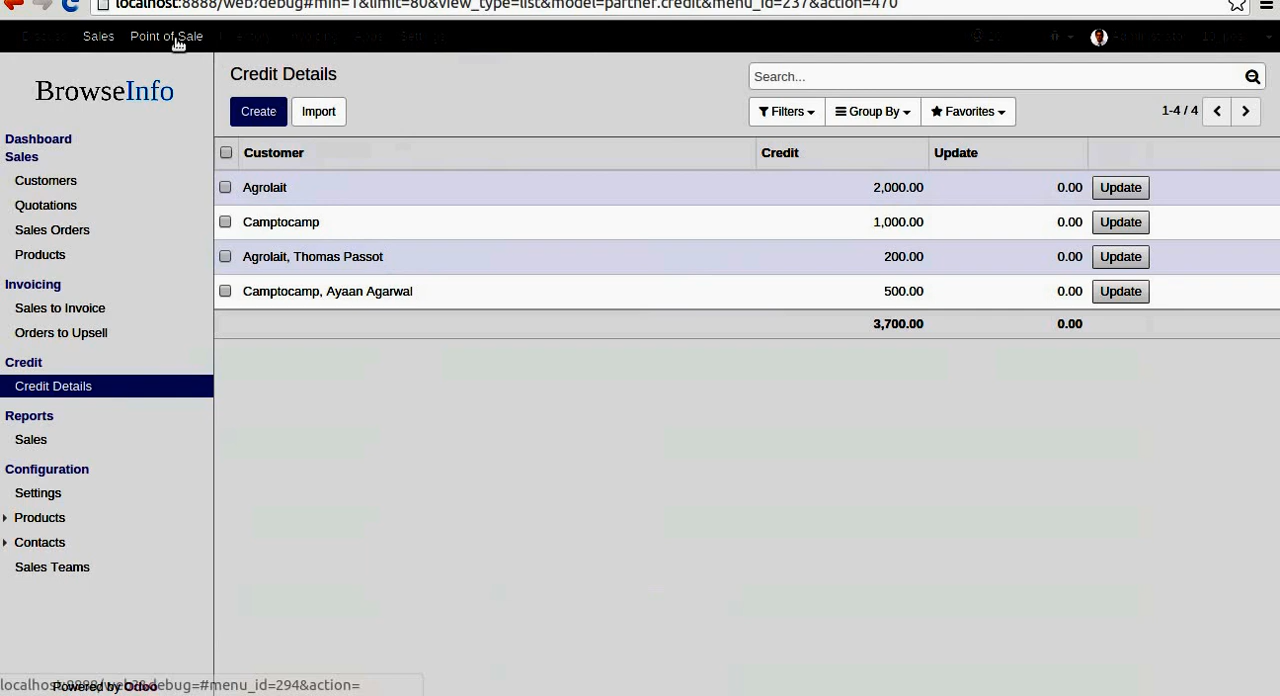 localhost:8888/web?debug#min=1&limit=80&view_type=list&model=partner.credit&menu_id=237&action=470
Sales Point of Sale
BrowseInfo
Credit Details
Search...
Create Import
Filters Group By Favorites
1-4 / 4
Dashboard
Sales
Customers
Quotations
Sales Orders
Products
Invoicing
Sales to Invoice
Orders to Upsell
Credit
Credit Details
Reports
Sales
Configuration
Settings
Products
Contacts
Sales Teams
Customer Credit Update
Agrolait 2,000.00 0.00 Update
Camptocamp 1,000.00 0.00 Update
Agrolait, Thomas Passot 200.00 0.00 Update
Camptocamp, Ayaan Agarwal 500.00 0.00 Update
3,700.00 0.00
Powered by Odoo